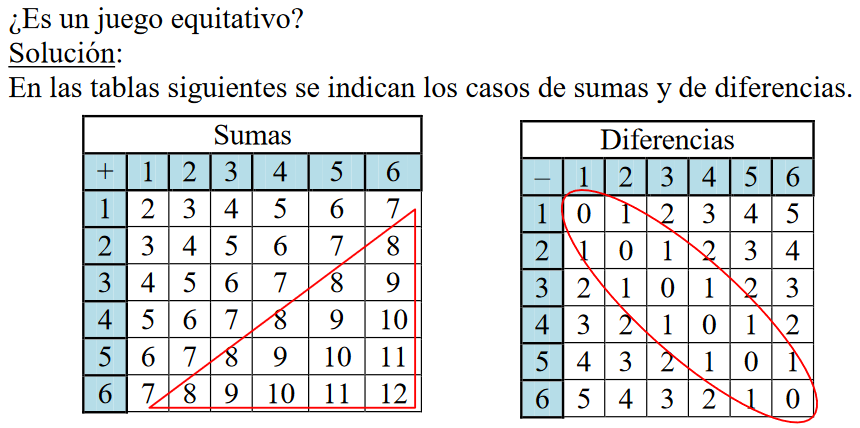 ¿Es un juego equitativo?
Solución:
En las tablas siguientes se indican los casos de sumas y de diferencias.
Sumas
+ 1 2 3 4 5 6
1 2 3 4 5 6 7
2 3 4 5 6 7 8
3 4 5 6 7 8 9
4 5 6 7 8 9 10
5 6 7 8 9 10 11
6 7 8 9 10 11 12
Diferencias
– 1 2 3 4 5 6
1 0 1 2 3 4 5
2 1 0 1 2 3 4
3 2 1 0 1 2 3
4 3 2 1 0 1 2
5 4 3 2 1 0 1
6 5 4 3 2 1 0